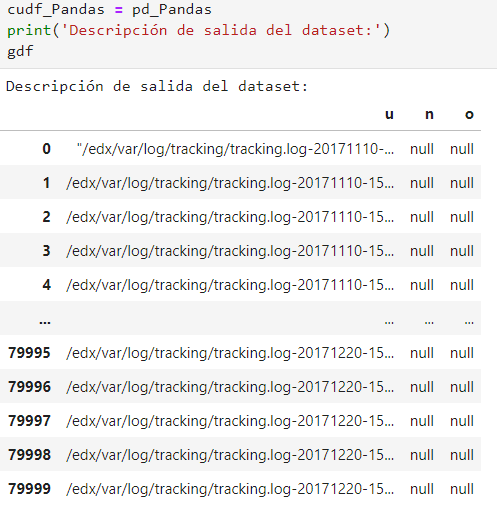 cudf_Pandas = pd_Pandas
print('Descripción de salida del dataset:')
gdf
Descripción de salida del dataset:
u n o
0 "/edx/var/log/tracking/tracking.log-20171110-... null null
1 /edx/var/log/tracking/tracking.log-20171110-15... null null
2 /edx/var/log/tracking/tracking.log-20171110-15... null null
3 /edx/var/log/tracking/tracking.log-20171110-15... null null
4 /edx/var/log/tracking/tracking.log-20171110-15... null null
... ... ... ...
79995 /edx/var/log/tracking/tracking.log-20171220-15... null null
79996 /edx/var/log/tracking/tracking.log-20171220-15... null null
79997 /edx/var/log/tracking/tracking.log-20171220-15... null null
79998 /edx/var/log/tracking/tracking.log-20171220-15... null null
79999 /edx/var/log/tracking/tracking.log-20171220-15... null null